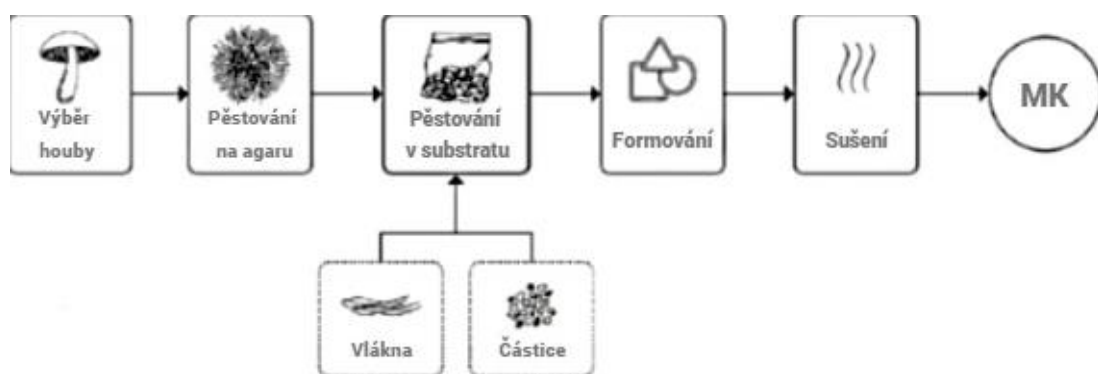 Výběr
houby
Pěstování
na agaru
Pěstování
v substratu
Formování
Sušení
MK
Vlákna
Částice